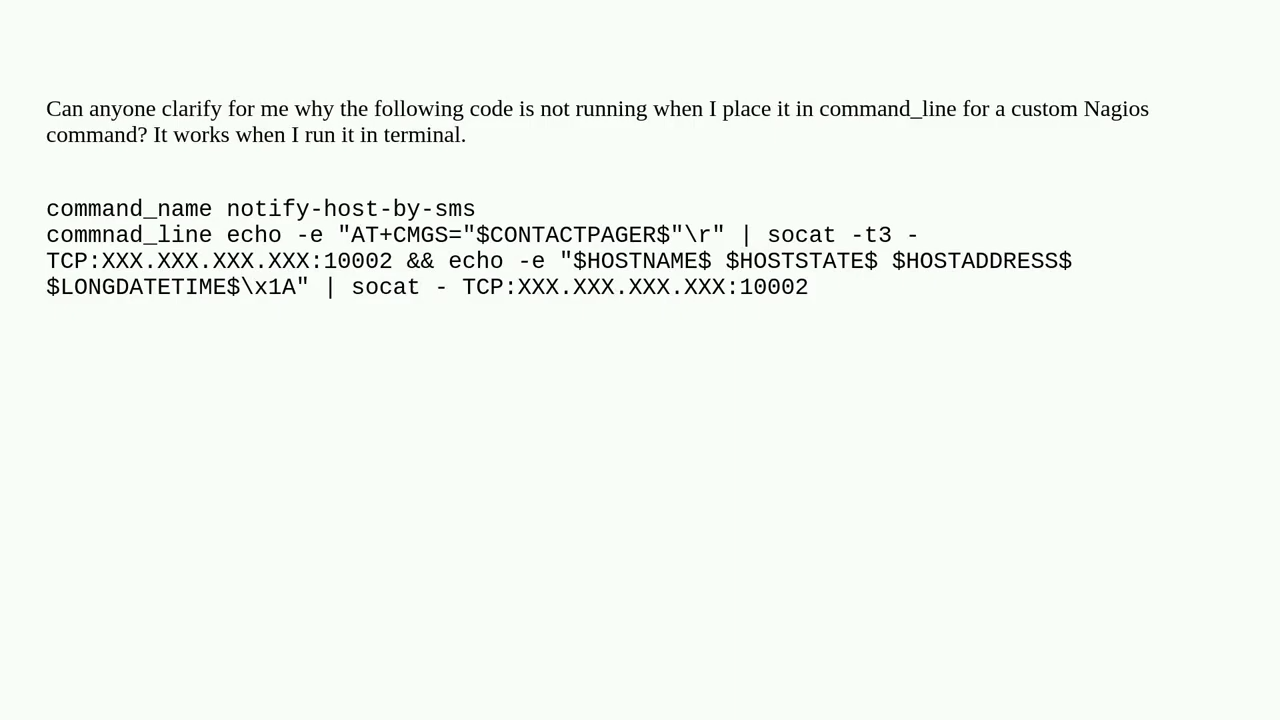 Can anyone clarify for me why the following code is not running when I place it in command_line for a custom Nagios
command? It works when I run it in terminal.
command_name notify-host-by-sms
commnad_line echo -e "AT+CMGS="$CONTACTPAGER$"\r" | socat -t3 -
TCP:XXX.XXX.XXX.XXX:10002 && echo -e "$HOSTNAME$ $HOSTSTATE$ $HOSTADDRESS$
$LONGDATETIME$\x1A" | socat - TCP:XXX.XXX.XXX.XXX:10002